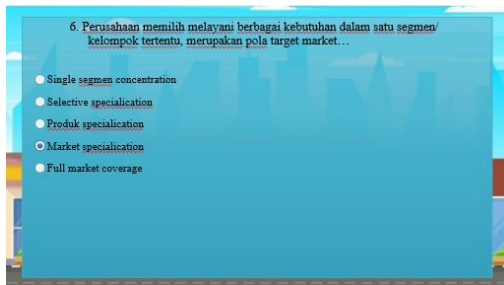 6. Perusahaan memilih melayani berbagai kebutuhan dalam satu segmen/
kelompok tertentu, merupakan pola target market...
Single segmen concentration
Selective specialication
Produk specialication
Market specialication
Full market coverage